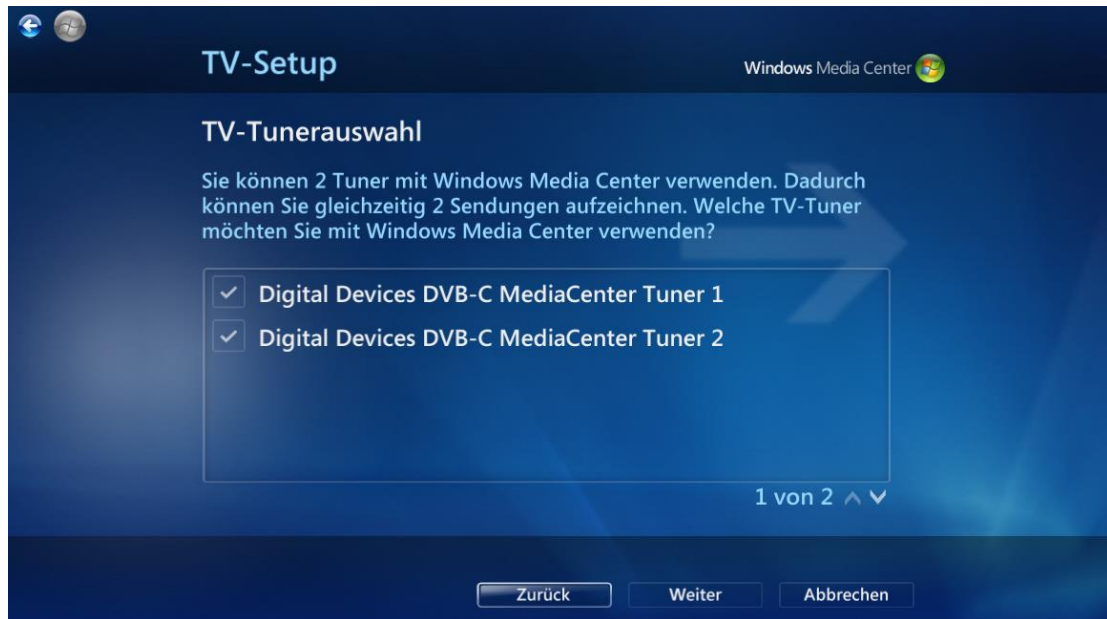 TV-Setup
Windows Media Center
TV-Tunerauswahl
Sie können 2 Tuner mit Windows Media Center verwenden. Dadurch
können Sie gleichzeitig 2 Sendungen aufzeichnen. Welche TV-Tuner
möchten Sie mit Windows Media Center verwenden?
Digital Devices DVB-C MediaCenter Tuner 1
Digital Devices DVB-C MediaCenter Tuner 2
1 von 2
Zurück Weiter Abbrechen